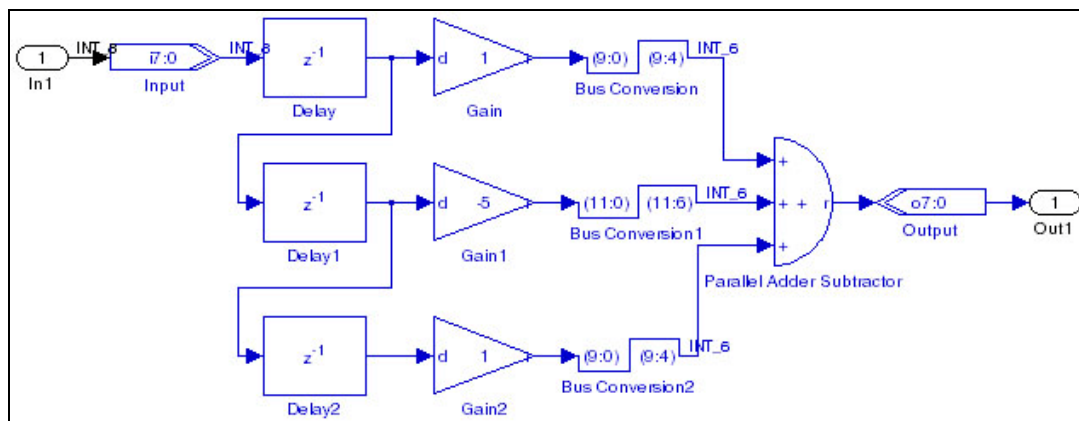 1
In1
INT_8
i7:0
Input
INT_8
z-1
Delay
d 1
Gain
(9:0) (9:4)
Bus Conversion
INT_6
z-1
Delay1
d -5
Gain1
(11:0) (11:6)
Bus Conversion1
INT_6
z-1
Delay2
d 1
Gain2
(9:0) (9:4)
Bus Conversion2
INT_6
+
+ + r
+
Parallel Adder Subtractor
o7:0
Output
1
Out1